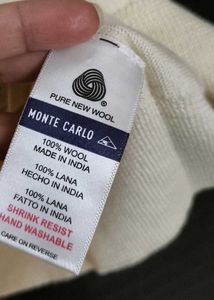 PURE NEW WOOL
MONTE CARLO
100% WOOL
MADE IN INDIA
100% LANA
HECHO EN INDIA
100% LANA
FATTO IN INDIA
SHRINK RESIST
HAND WASHABLE
CARE ON REVERSE